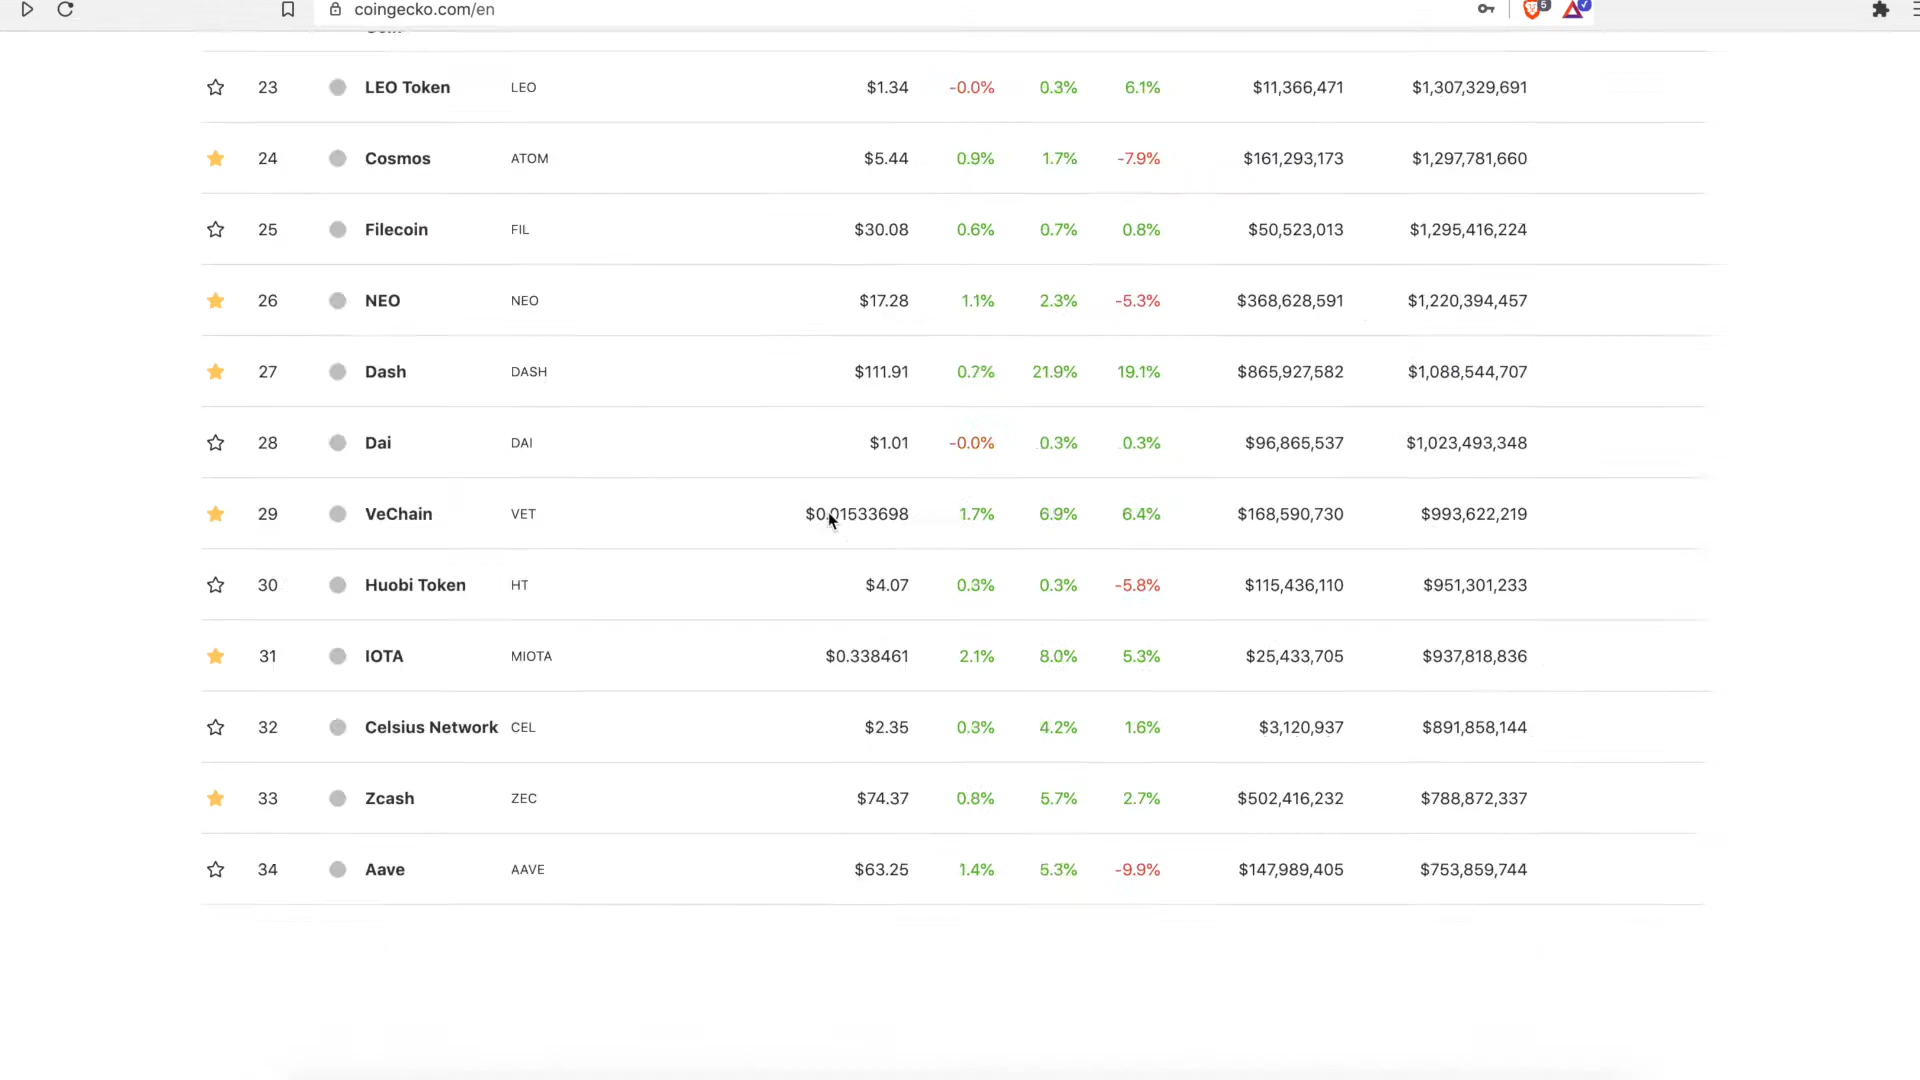 coingecko.com/en
5
23 LEO Token LEO $1.34 -0.0% 0.3% 6.1% $11,366,471 $1,307,329,691
24 Cosmos ATOM $5.44 0.9% 1.7% -7.9% $161,293,173 $1,297,781,660
25 Filecoin FIL $30.08 0.6% 0.7% 0.8% $50,523,013 $1,295,416,224
26 NEO NEO $17.28 1.1% 2.3% -5.3% $368,628,591 $1,220,394,457
27 Dash DASH $111.91 0.7% 21.9% 19.1% $865,927,582 $1,088,544,707
28 Dai DAI $1.01 -0.0% 0.3% 0.3% $96,865,537 $1,023,493,348
29 VeChain VET $0.01533698 1.7% 6.9% 6.4% $168,590,730 $993,622,219
30 Huobi Token HT $4.07 0.3% 0.3% -5.8% $115,436,110 $951,301,233
31 IOTA MIOTA $0.338461 2.1% 8.0% 5.3% $25,433,705 $937,818,836
32 Celsius Network CEL $2.35 0.3% 4.2% 1.6% $3,120,937 $891,858,144
33 Zcash ZEC $74.37 0.8% 5.7% 2.7% $502,416,232 $788,872,337
34 Aave AAVE $63.25 1.4% 5.3% -9.9% $147,989,405 $753,859,744